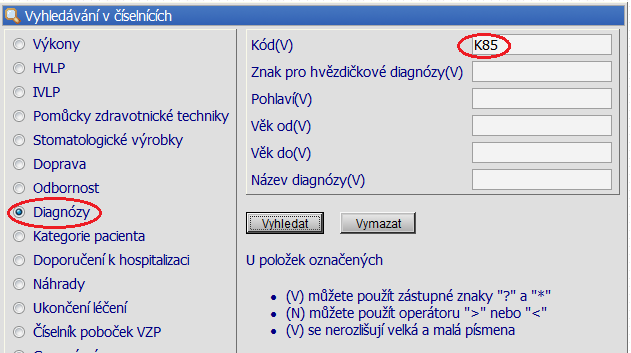 Vyhledávání v číselnících
Výkony
HVLP
IVLP
Pomůcky zdravotnické techniky
Stomatologické výrobky
Doprava
Odbornost
Diagnózy
Kategorie pacienta
Doporučení k hospitalizaci
Náhrady
Ukončení léčení
Číselník poboček VZP
Kód(V) K85
Znak pro hvězdičkové diagnózy(V)
Pohlaví(V)
Věk od(V)
Věk do(V)
Název diagnózy(V)
Vyhledat Vymazat
U položek označených
(V) můžete použít zástupné znaky "?" a "*"
(N) můžete použít operátoru ">" nebo "<"
(V) se nerozlišují velká a malá písmena